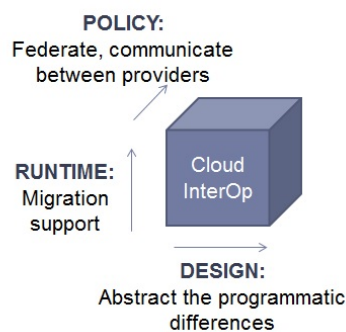 POLICY:
Federate, communicate
between providers
Cloud
InterOp
RUNTIME:
Migration
support
DESIGN:
Abstract the programmatic
differences